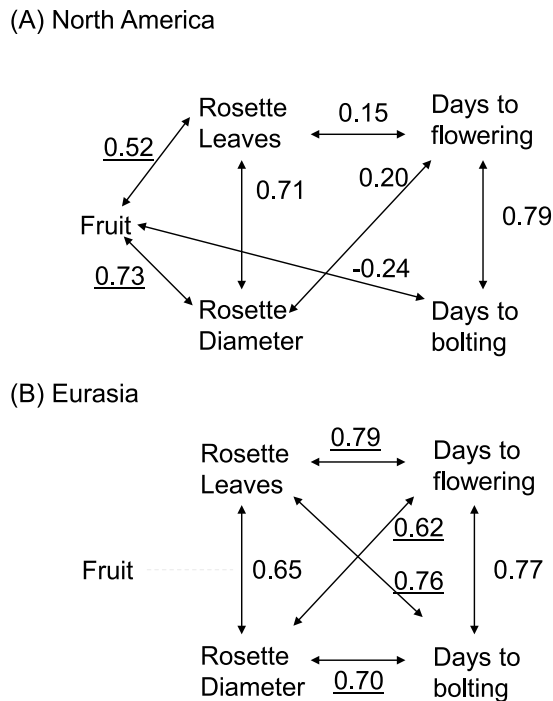 (A) North America
Rosette
Leaves
0.15
Days to
flowering
0.52
0.71
0.20
Fruit
0.79
0.73
-0.24
Rosette
Diameter
Days to
bolting
(B) Eurasia
Rosette
Leaves
0.79
Days to
flowering
0.62
Fruit
0.65
0.76
0.77
Rosette
Diameter
0.70
Days to
bolting